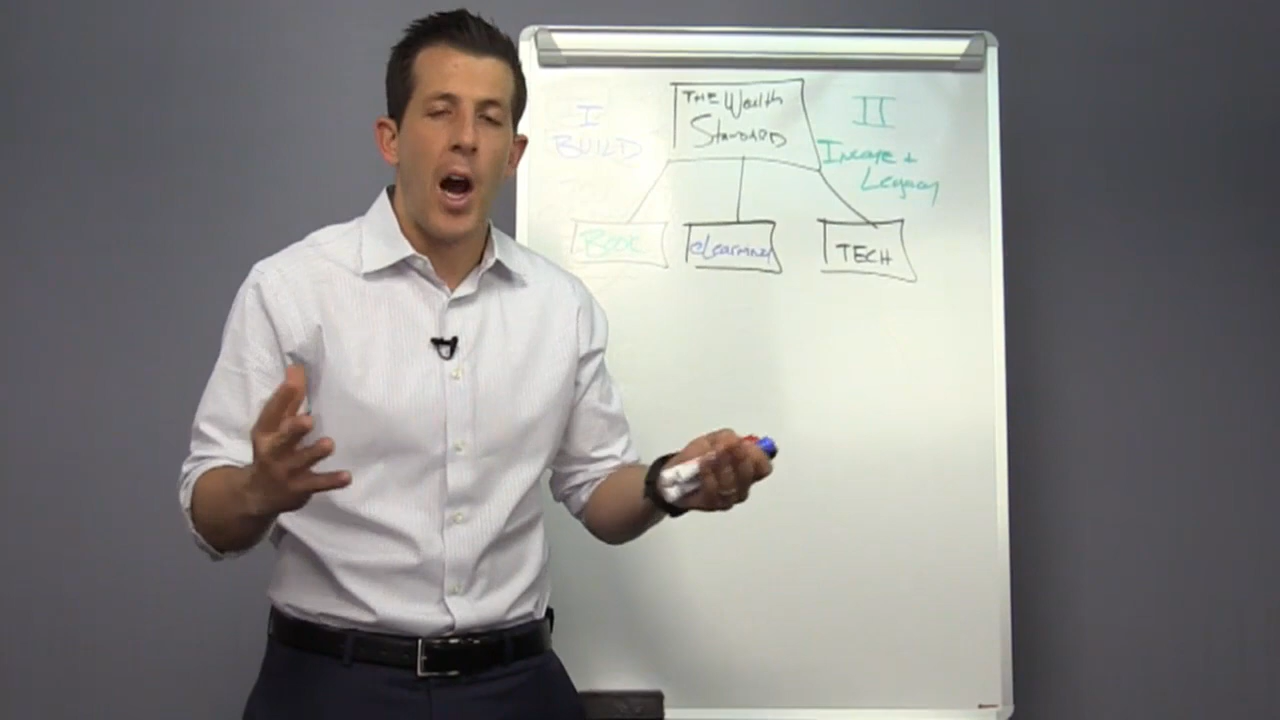 I
BUILD
THE Wealth
STANDARD
II
Income +
Legacy
BOOK
eLearning
TECH